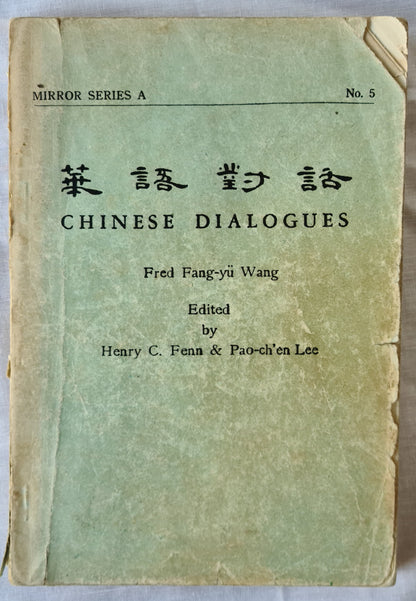 MIRROR SERIES A No. 5
華語對話
CHINESE DIALOGUES
Fred Fang-yü Wang
Edited
by
Henry C. Fenn & Pao-ch'en Lee